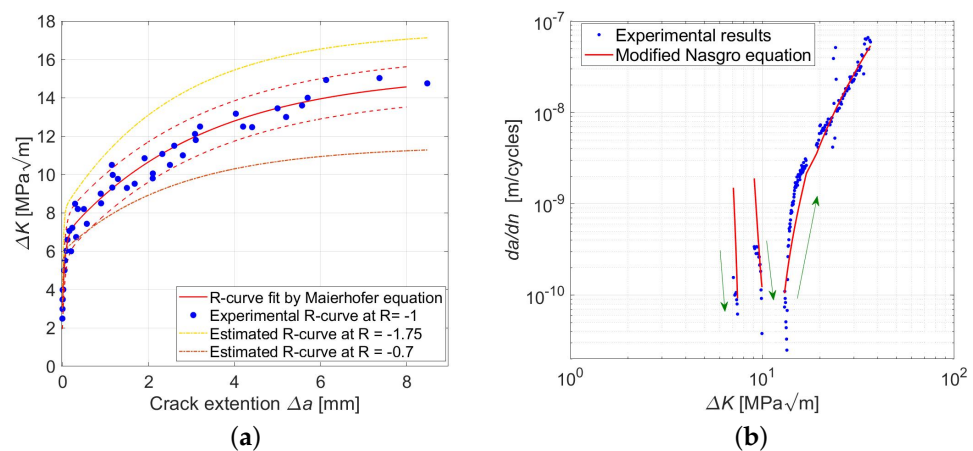 18
16
14
12
10
8
6
4
2
0
ΔK [MPa√m]
R-curve fit by Maierhofer equation
Experimental R-curve at R= -1
Estimated R-curve at R = -1.75
Estimated R-curve at R = -0.7
0 2 4 6 8
Crack extention Δa [mm]
(a)
10^-7
10^-8
10^-9
10^-10
da/dn [m/cycles]
Experimental results
Modified Nasgro equation
10^0 10^1 10^2
ΔK [MPa√m]
(b)